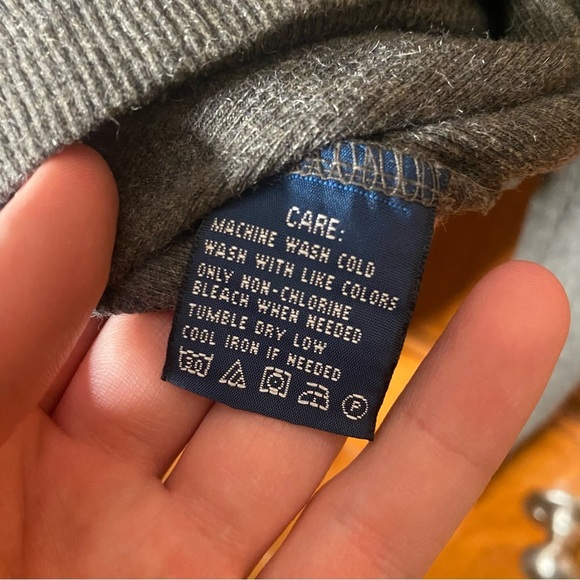 CARE:
MACHINE WASH COLD
WASH WITH LIKE COLORS
ONLY NON-CHLORINE
BLEACH WHEN NEEDED
TUMBLE DRY LOW
COOL IRON IF NEEDED
30 P